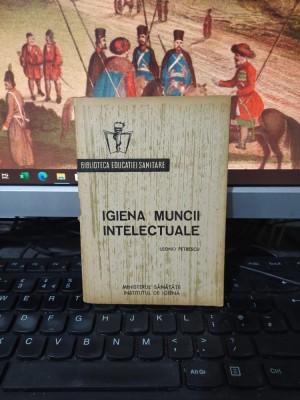 BIBLIOTECA EDUCAȚIEI SANITARE
IGIENA MUNCII
INTELECTUALE
LEONID PETRESCU
MINISTERUL SĂNĂTĂȚII
INSTITUTUL DE IGIENĂ